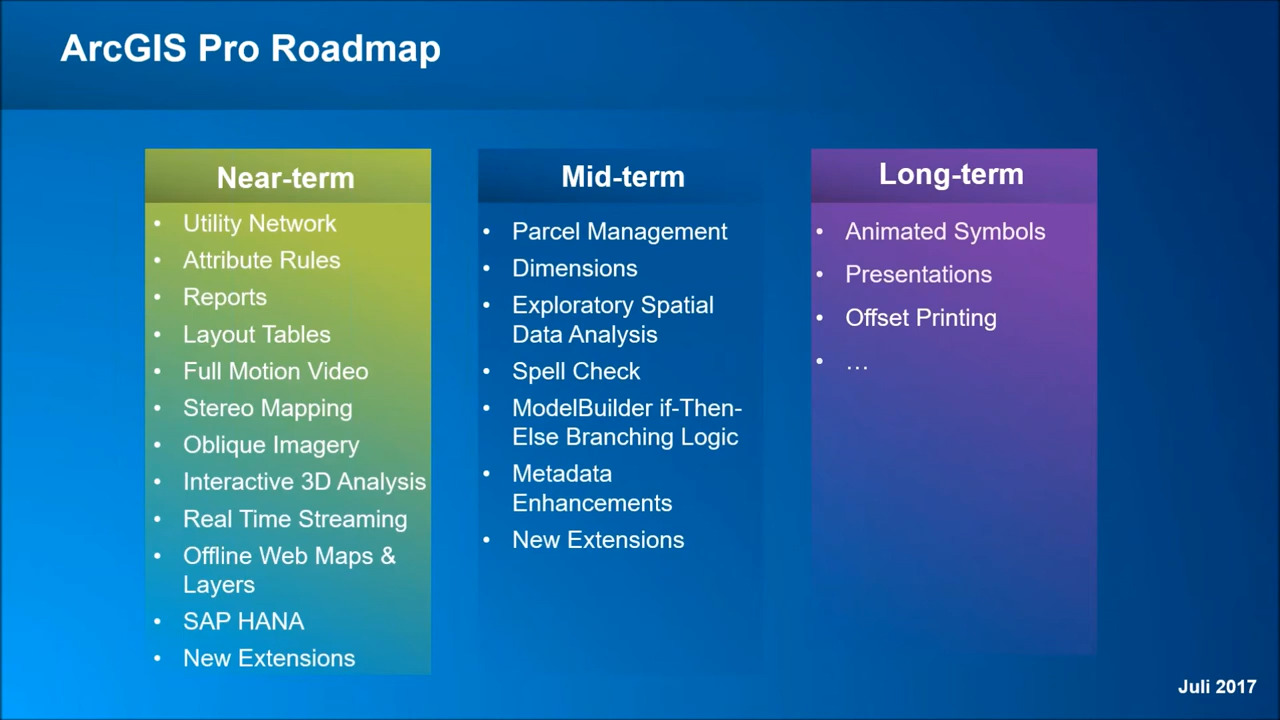 ArcGIS Pro Roadmap
Near-term
• Utility Network
• Attribute Rules
• Reports
• Layout Tables
• Full Motion Video
• Stereo Mapping
• Oblique Imagery
• Interactive 3D Analysis
• Real Time Streaming
• Offline Web Maps &
Layers
• SAP HANA
• New Extensions
Mid-term
• Parcel Management
• Dimensions
• Exploratory Spatial
Data Analysis
• Spell Check
• ModelBuilder if-Then-
Else Branching Logic
• Metadata
Enhancements
• New Extensions
Long-term
• Animated Symbols
• Presentations
• Offset Printing
• …
Juli 2017